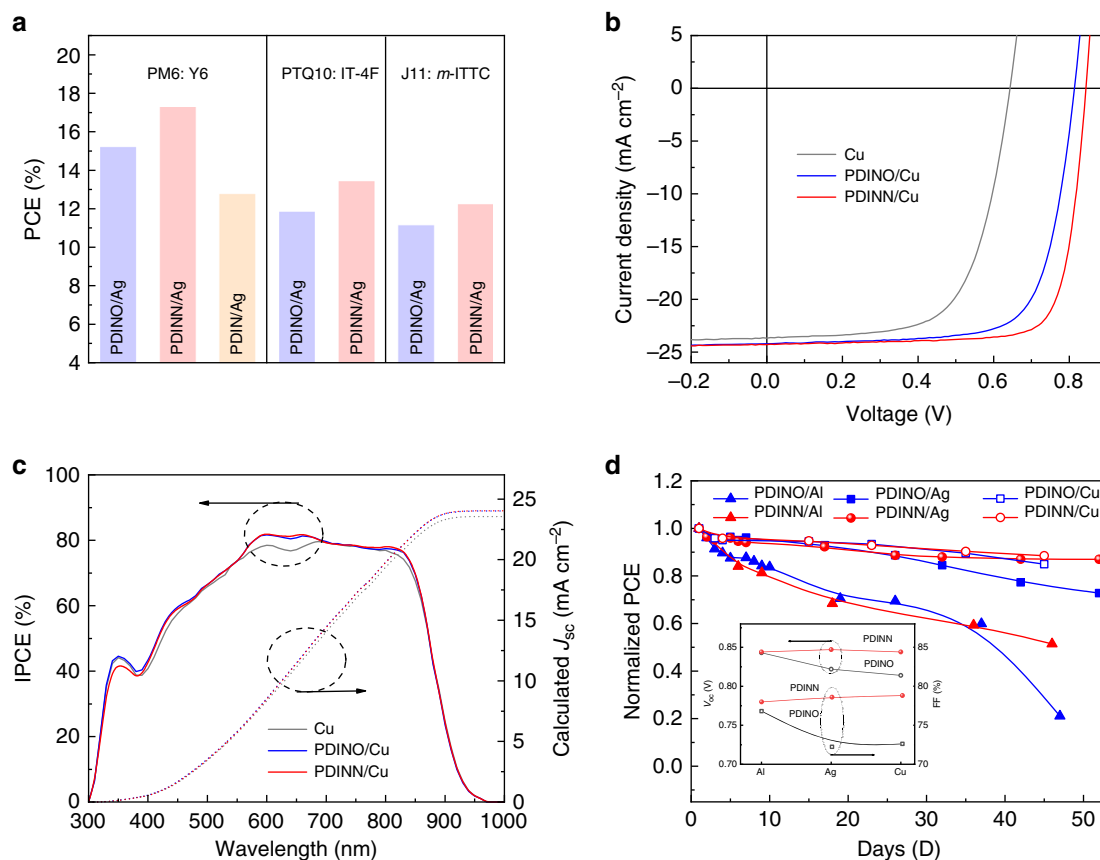 a
20
18
16
14
12
10
8
6
4
PCE (%)
PM6: Y6
PTQ10: IT-4F
J11: m-ITTC
PDINO/Ag
PDINN/Ag
PDIN/Ag
PDINO/Ag
PDINN/Ag
PDINO/Ag
PDINN/Ag
b
5
0
−5
−10
−15
−20
−25
Current density (mA cm−2)
Cu
PDINO/Cu
PDINN/Cu
−0.2
0.0
0.2
0.4
0.6
0.8
Voltage (V)
c
100
80
60
40
20
0
IPCE (%)
25
20
15
10
5
0
Calculated Jsc (mA cm−2)
Cu
PDINO/Cu
PDINN/Cu
300
400
500
600
700
800
900
1000
Wavelength (nm)
d
1.2
1.0
0.8
0.6
0.4
0.2
0.0
Normalized PCE
PDINO/Al
PDINO/Ag
PDINO/Cu
PDINN/Al
PDINN/Ag
PDINN/Cu
0.90
0.85
0.80
0.75
0.70
Voc (V)
PDINN
PDINO
PDINN
PDINO
85
80
75
70
FF (%)
Al
Ag
Cu
0
10
20
30
40
50
Days (D)